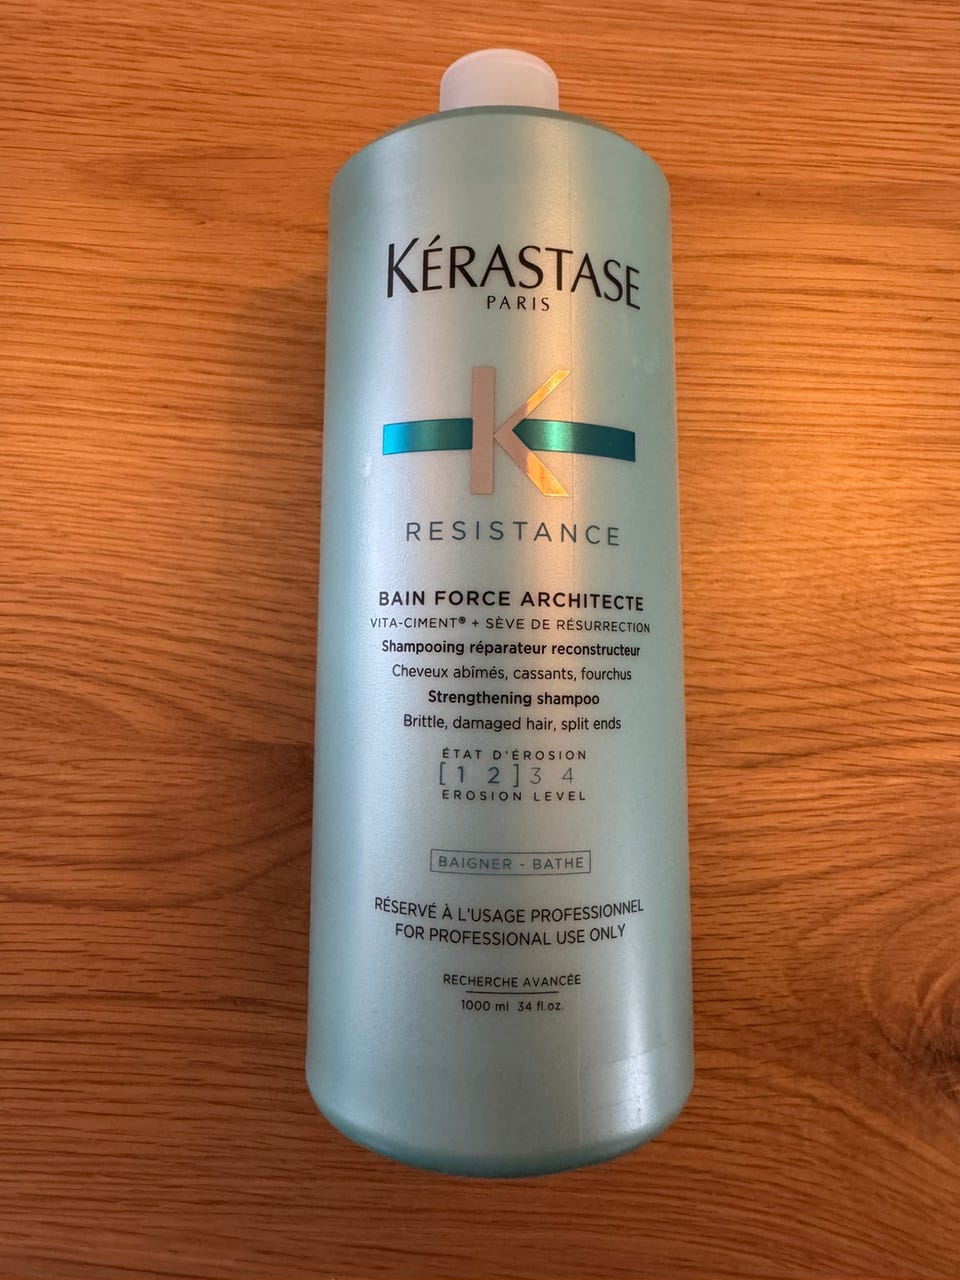 KÉRASTASE
PARIS
K
RESISTANCE
BAIN FORCE ARCHITECTE
VITA-CIMENT® + SÈVE DE RÉSURRECTION
Shampooing réparateur reconstructeur
Cheveux abîmés, cassants, fourchus
Strengthening shampoo
Brittle, damaged hair, split ends
ÉTAT D'ÉROSION
[1 2]3 4
EROSION LEVEL
BAIGNER - BATHE
RÉSERVÉ À L'USAGE PROFESSIONNEL
FOR PROFESSIONAL USE ONLY
RECHERCHE AVANCÉE
1000 ml 34 fl.oz.